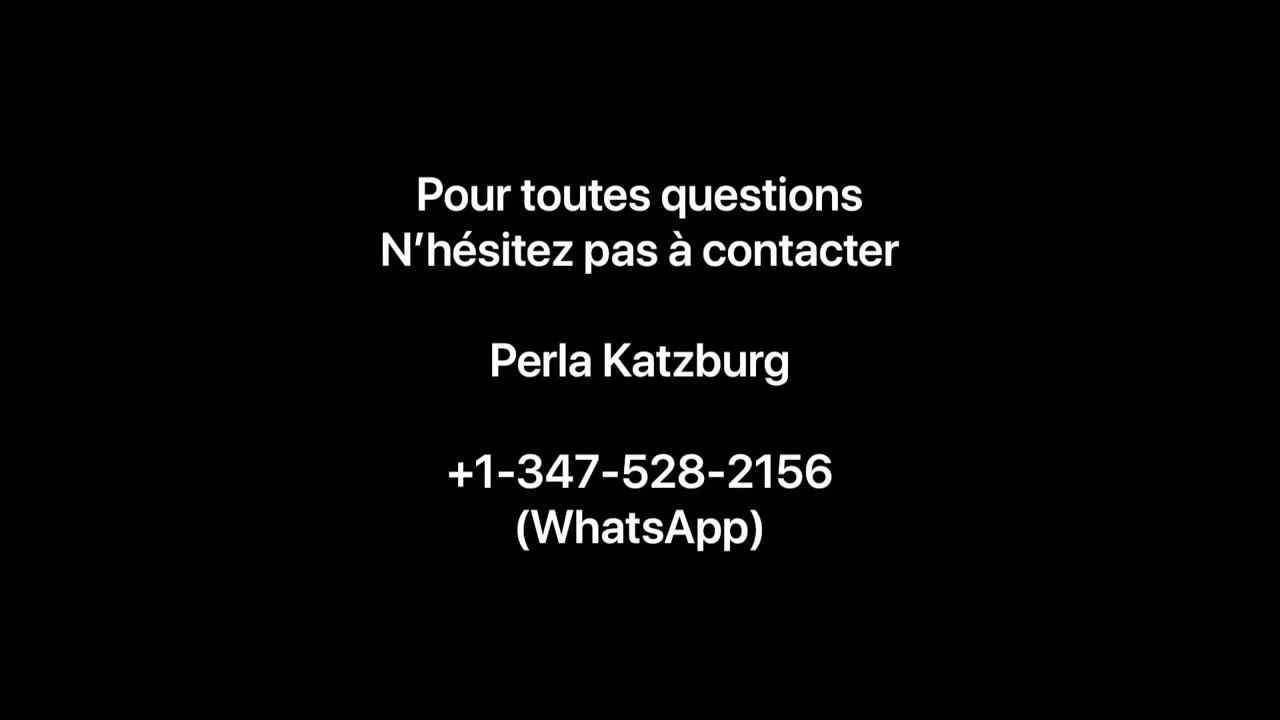 Pour toutes questions
N’hésitez pas à contacter
Perla Katzburg
+1-347-528-2156
(WhatsApp)